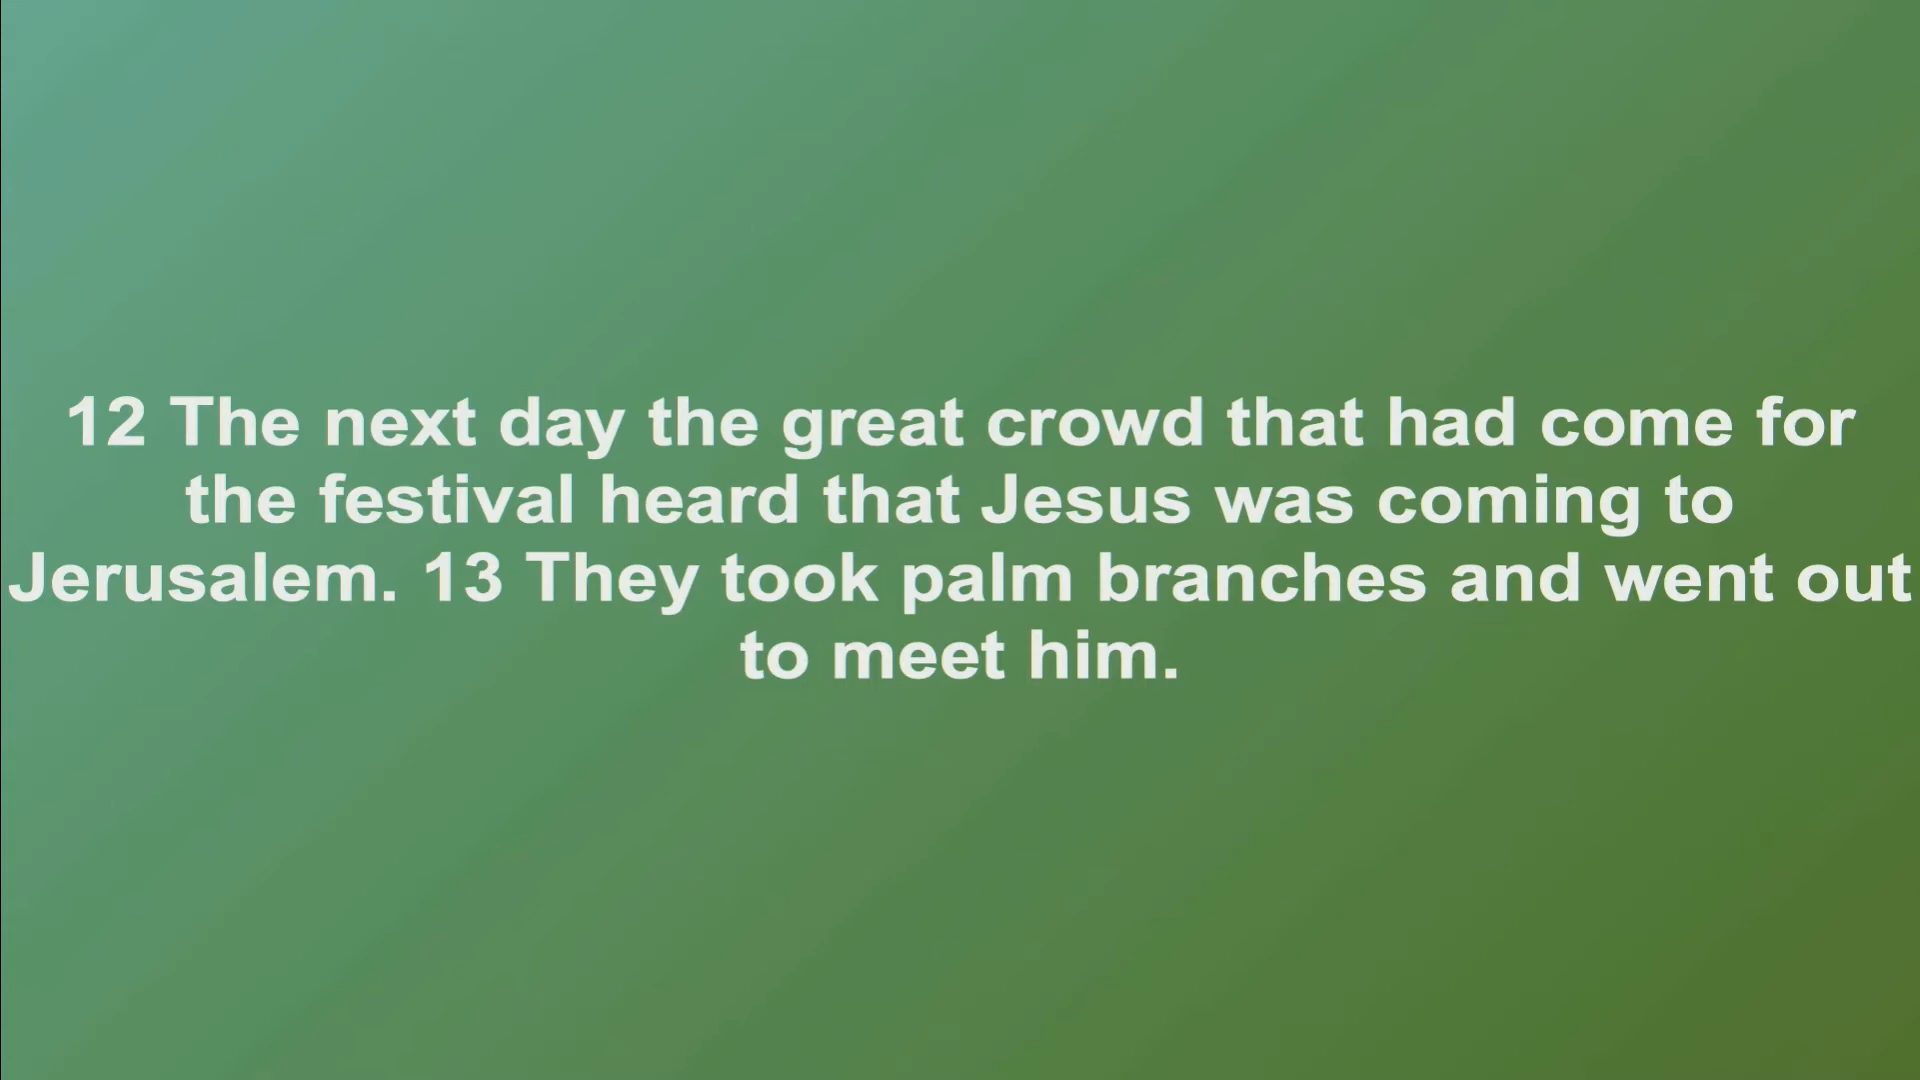 12 The next day the great crowd that had come for
the festival heard that Jesus was coming to
Jerusalem. 13 They took palm branches and went out
to meet him.